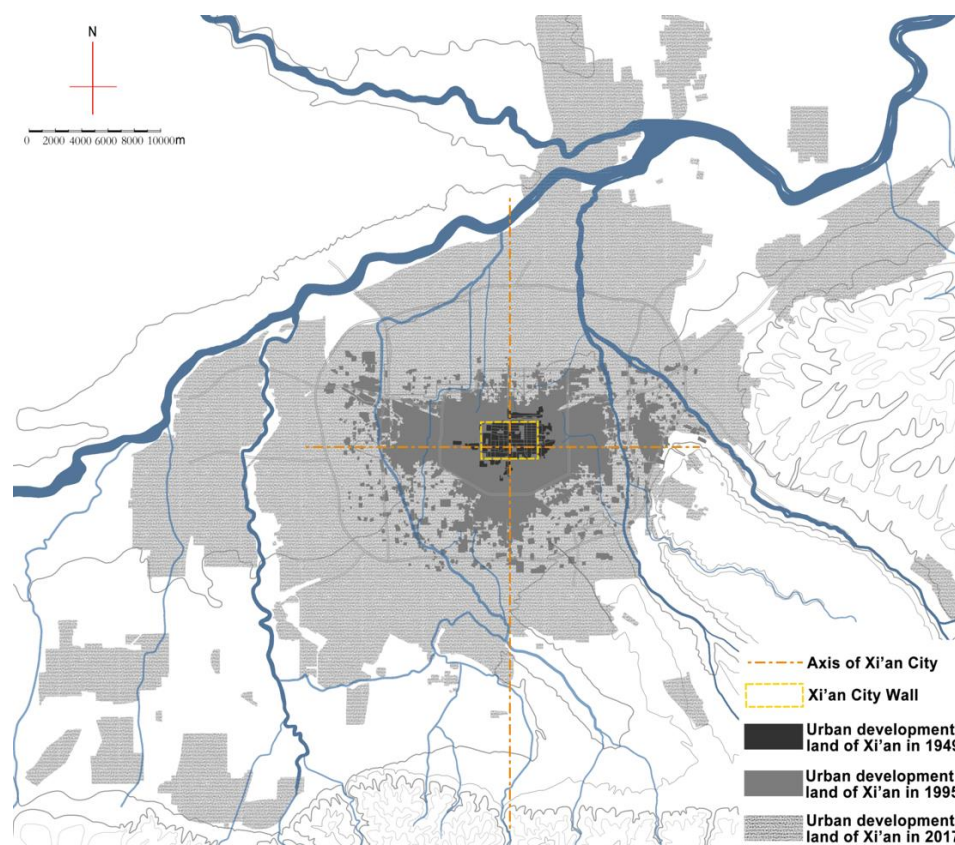 N
0 2000 4000 6000 8000 10000m
Axis of Xi'an City
Xi'an City Wall
Urban development
land of Xi'an in 1949
Urban development
land of Xi'an in 1995
Urban development
land of Xi'an in 2017